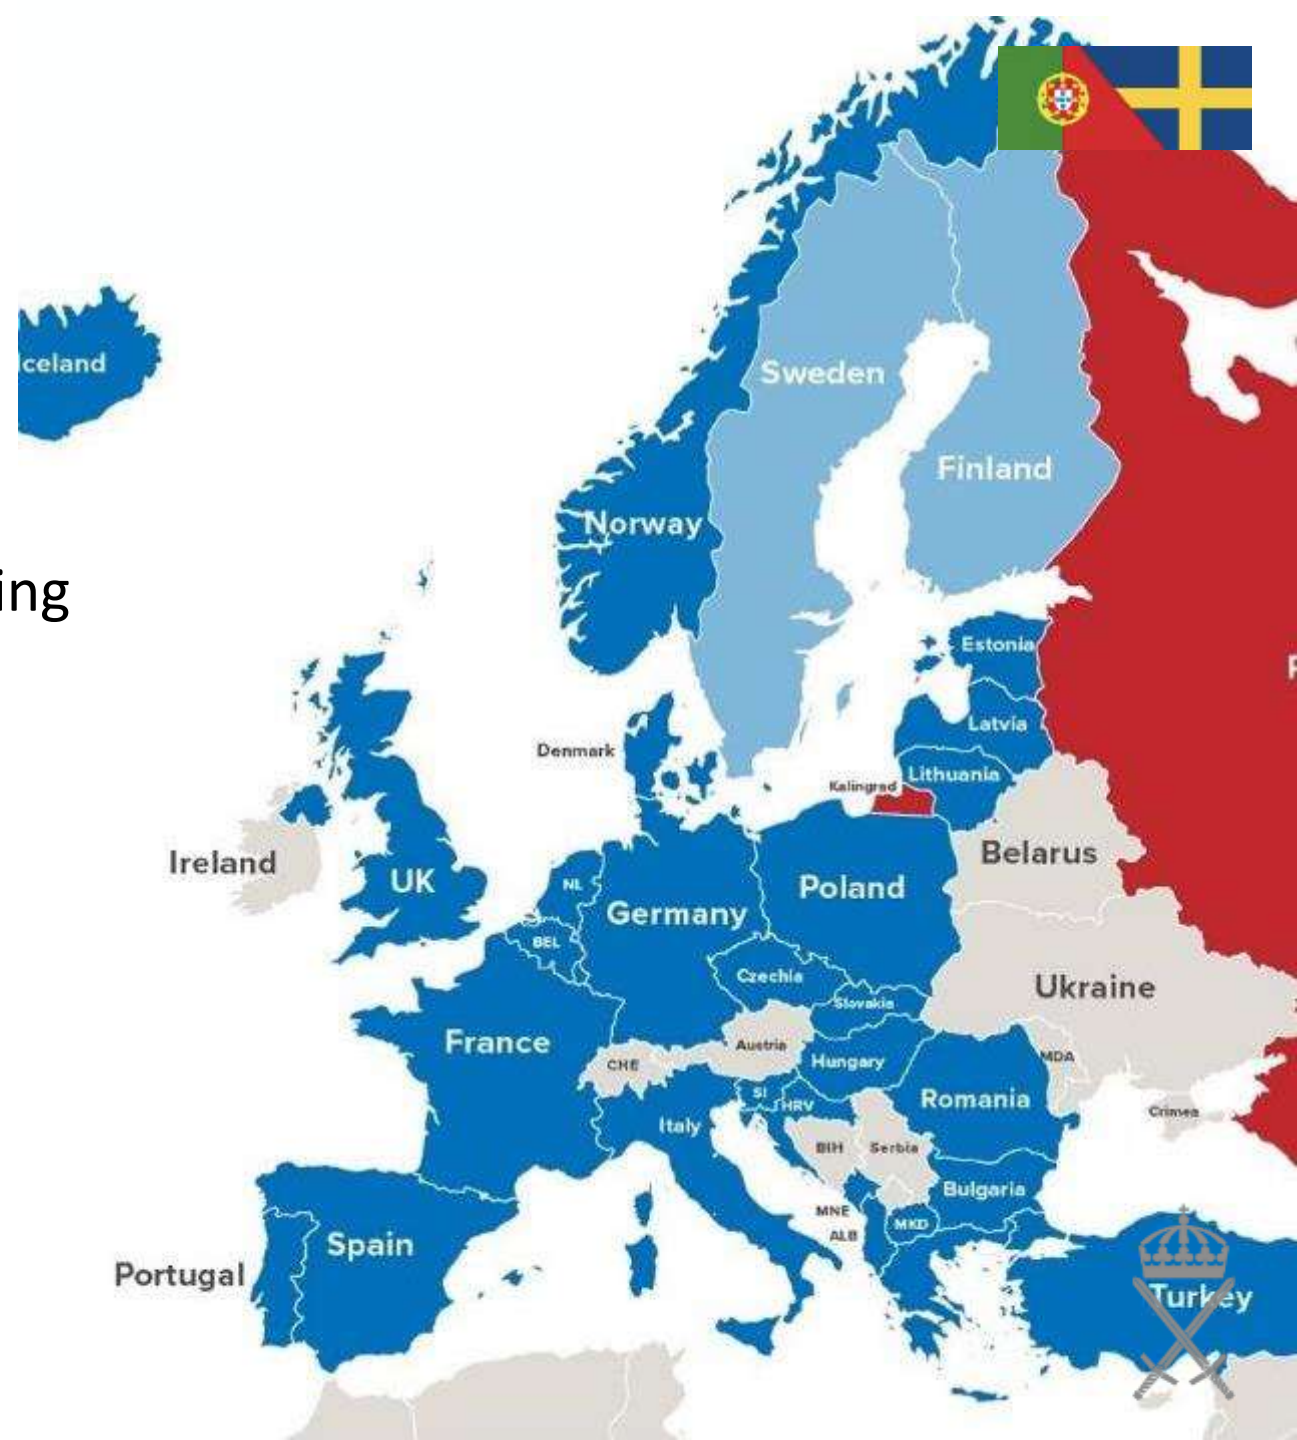 Iceland
Sweden
Finland
Norway
ing
Estonia
Latvia
Denmark
Lithuania
Kalingrad
Belarus
Ireland
UK
NL
Poland
Germany
BEL
Czechia
Ukraine
Slovakia
France
Austria
MDA
CHE
Hungary
SI
Romania
HRV
Crimea
Italy
BIH
Serbia
Bulgaria
MNE
MKD
ALB
Spain
Portugal
Turkey